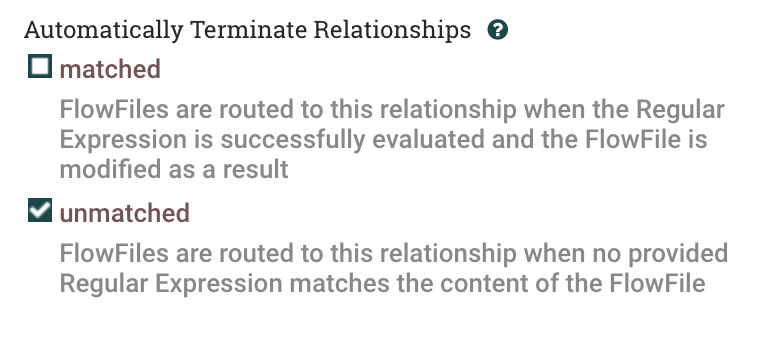 Automatically Terminate Relationships ?
matched
FlowFiles are routed to this relationship when the Regular
Expression is successfully evaluated and the FlowFile is
modified as a result
unmatched
FlowFiles are routed to this relationship when no provided
Regular Expression matches the content of the FlowFile